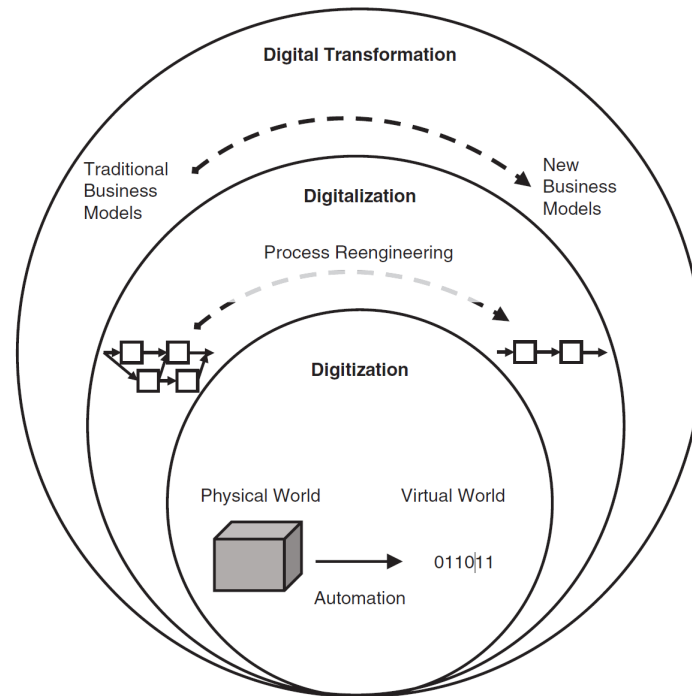 Digital Transformation
Traditional
Business
Models
New
Business
Models
Digitalization
Process Reengineering
Digitization
Physical World
Virtual World
011011
Automation